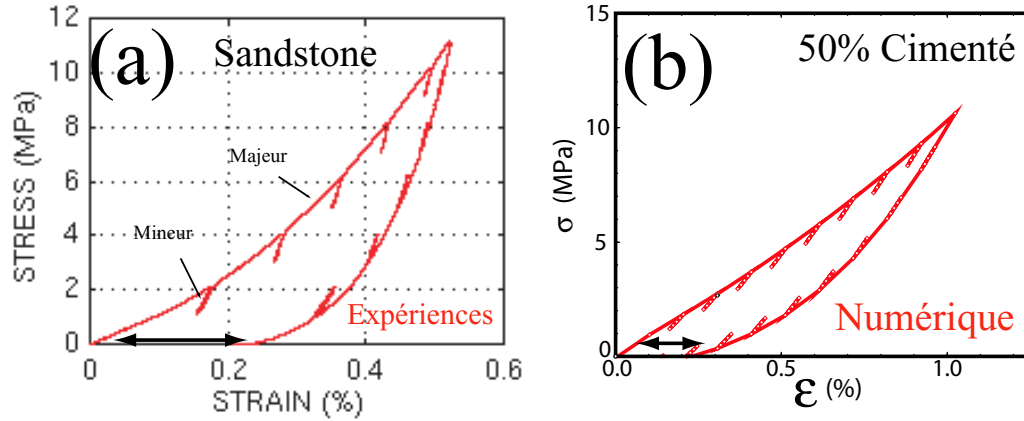 (a)
Sandstone
STRESS (MPa)
12
10
8
6
4
2
0
Majeur
Mineur
Expériences
0
0.2
0.4
0.6
STRAIN (%)
(b)
50% Cimenté
σ (MPa)
15
10
5
0
Numérique
0.0
0.5
1.0
ε (%)